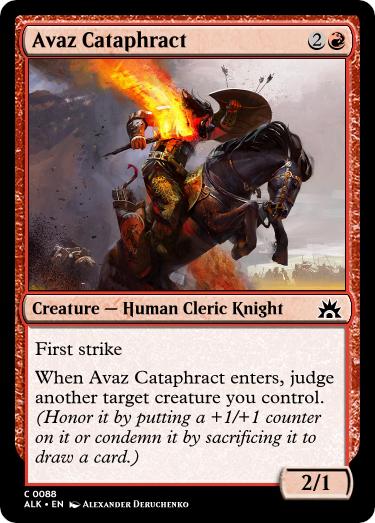 Avaz Cataphract 2
Creature — Human Cleric Knight
First strike
When Avaz Cataphract enters, judge
another target creature you control.
(Honor it by putting a +1/+1 counter
on it or condemn it by sacrificing it to
draw a card.)
2/1
C 0088
ALK • EN Alexander Deruchenko